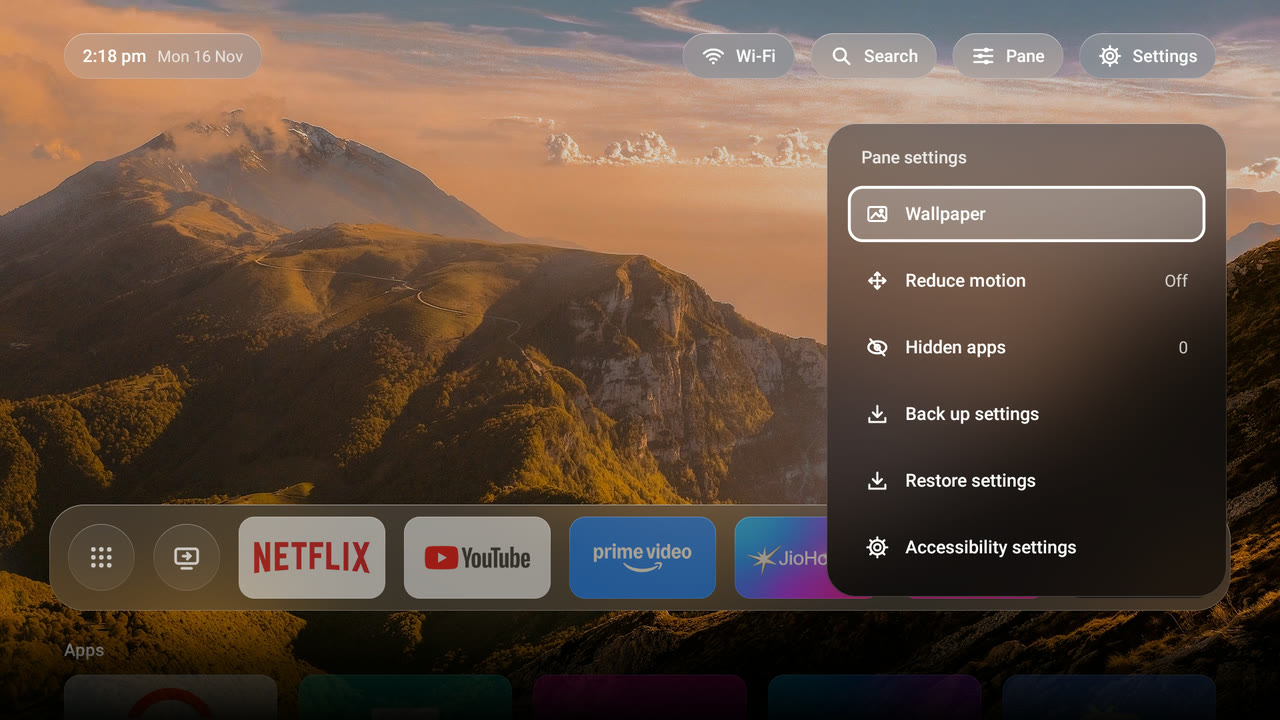 2:18 pm Mon 16 Nov
Wi-Fi
Search
Pane
Settings
Pane settings
Wallpaper
Reduce motion Off
Hidden apps 0
Back up settings
Restore settings
Accessibility settings
NETFLIX
YouTube
prime video
JioHo
Apps